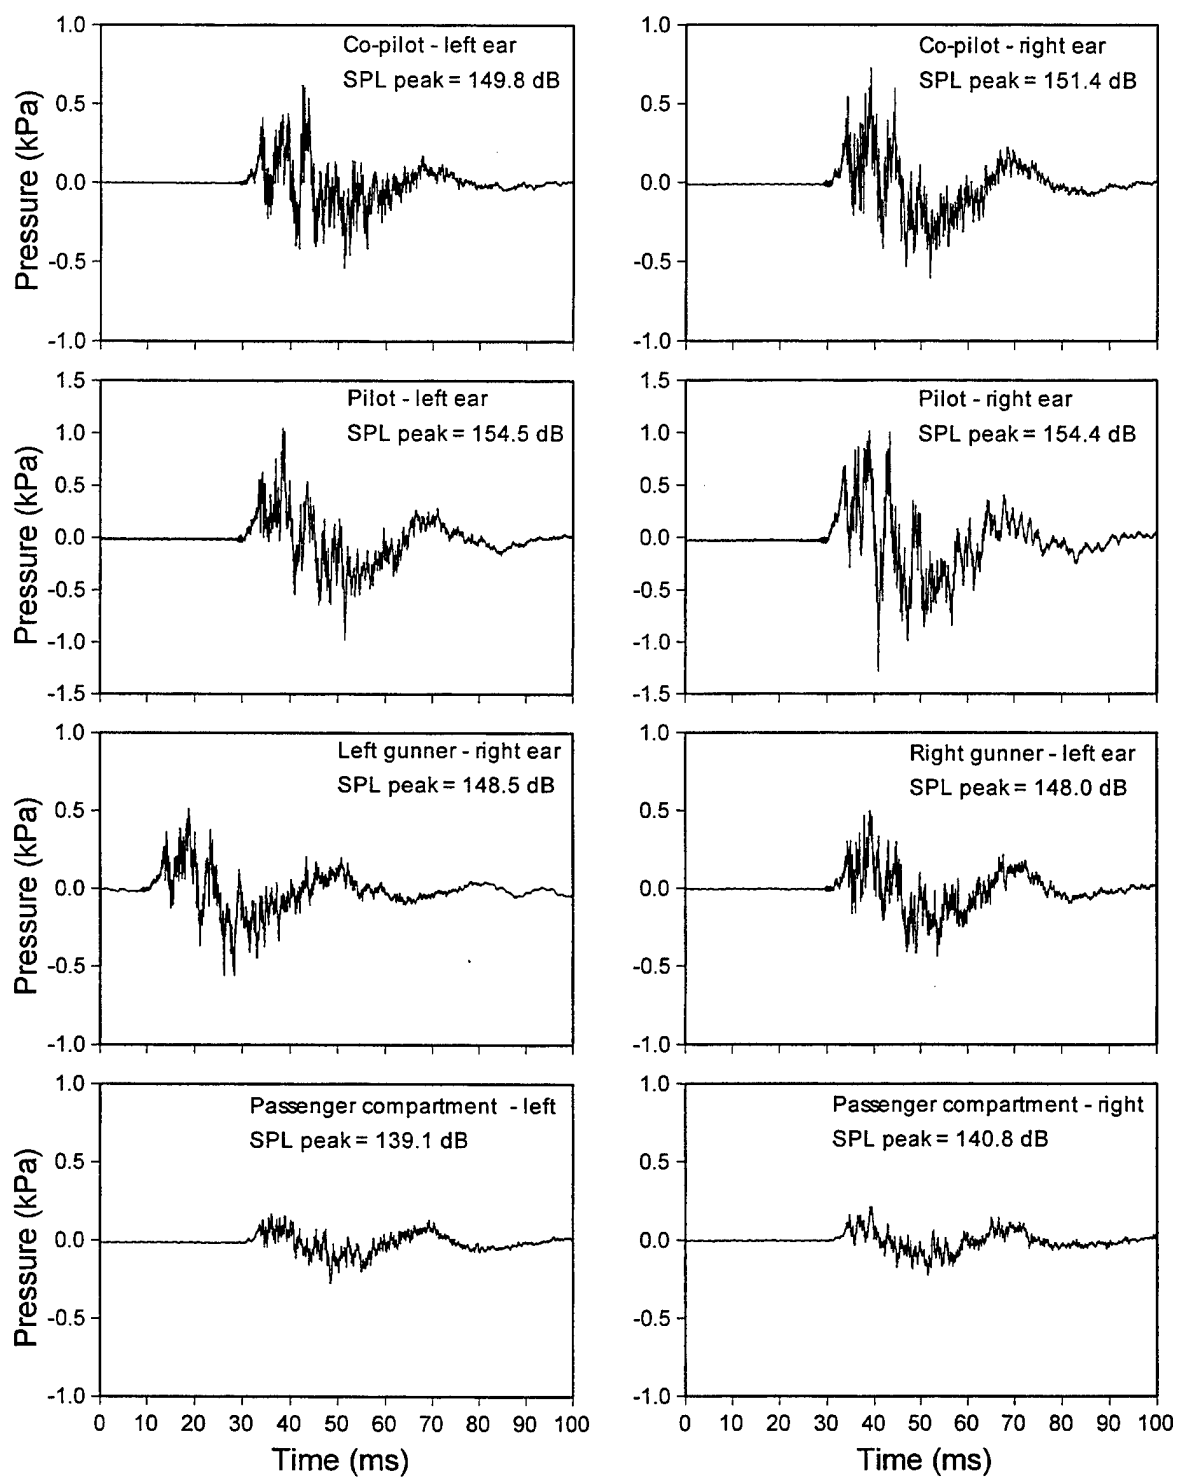 1.0
0.5
0.0
-0.5
-1.0
Pressure (kPa)
Co-pilot - left ear
SPL peak = 149.8 dB
1.0
0.5
0.0
-0.5
-1.0
Co-pilot - right ear
SPL peak = 151.4 dB
1.5
1.0
0.5
0.0
-0.5
-1.0
-1.5
Pressure (kPa)
Pilot - left ear
SPL peak = 154.5 dB
1.5
1.0
0.5
0.0
-0.5
-1.0
-1.5
Pilot - right ear
SPL peak = 154.4 dB
1.0
0.5
0.0
-0.5
-1.0
Pressure (kPa)
Left gunner - right ear
SPL peak = 148.5 dB
1.0
0.5
0.0
-0.5
-1.0
Right gunner - left ear
SPL peak = 148.0 dB
1.0
0.5
0.0
-0.5
-1.0
Pressure (kPa)
Passenger compartment - left
SPL peak = 139.1 dB
0 10 20 30 40 50 60 70 80 90 100
Time (ms)
1.0
0.5
0.0
-0.5
-1.0
Passenger compartment - right
SPL peak = 140.8 dB
0 10 20 30 40 50 60 70 80 90 100
Time (ms)